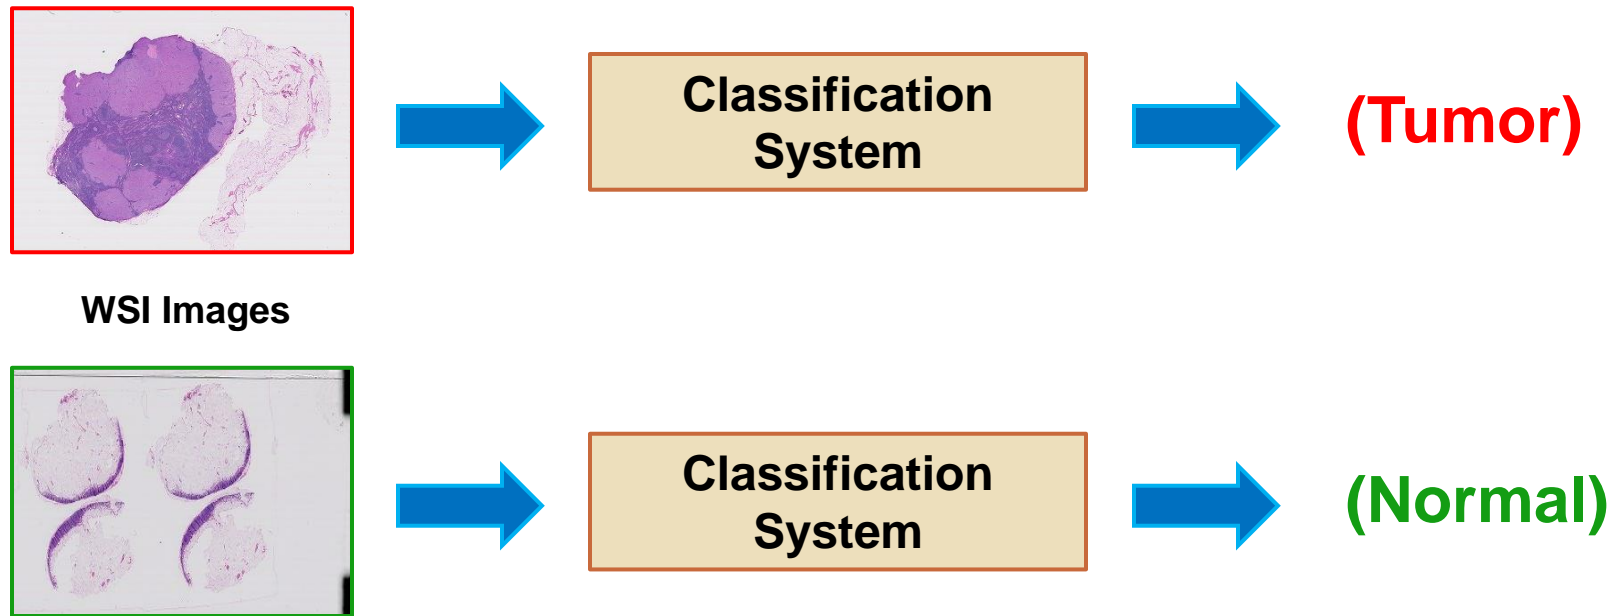 Classification
System
(Tumor)
WSI Images
Classification
System
(Normal)